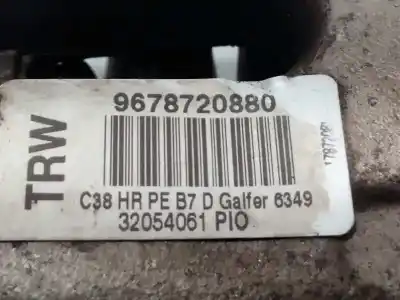 TRW
9678720880
C38 HR PE B7 D Galfer 6349
32054061 PIO